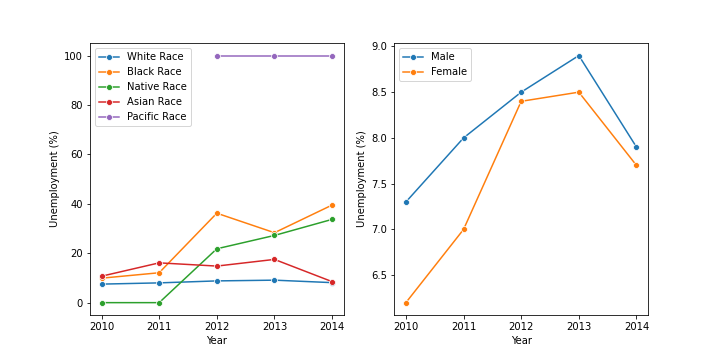 White Race
Black Race
Native Race
Asian Race
Pacific Race
Unemployment (%)
100
80
60
40
20
0
2010 2011 2012 2013 2014
Year
Male
Female
Unemployment (%)
9.0
8.5
8.0
7.5
7.0
6.5
2010 2011 2012 2013 2014
Year